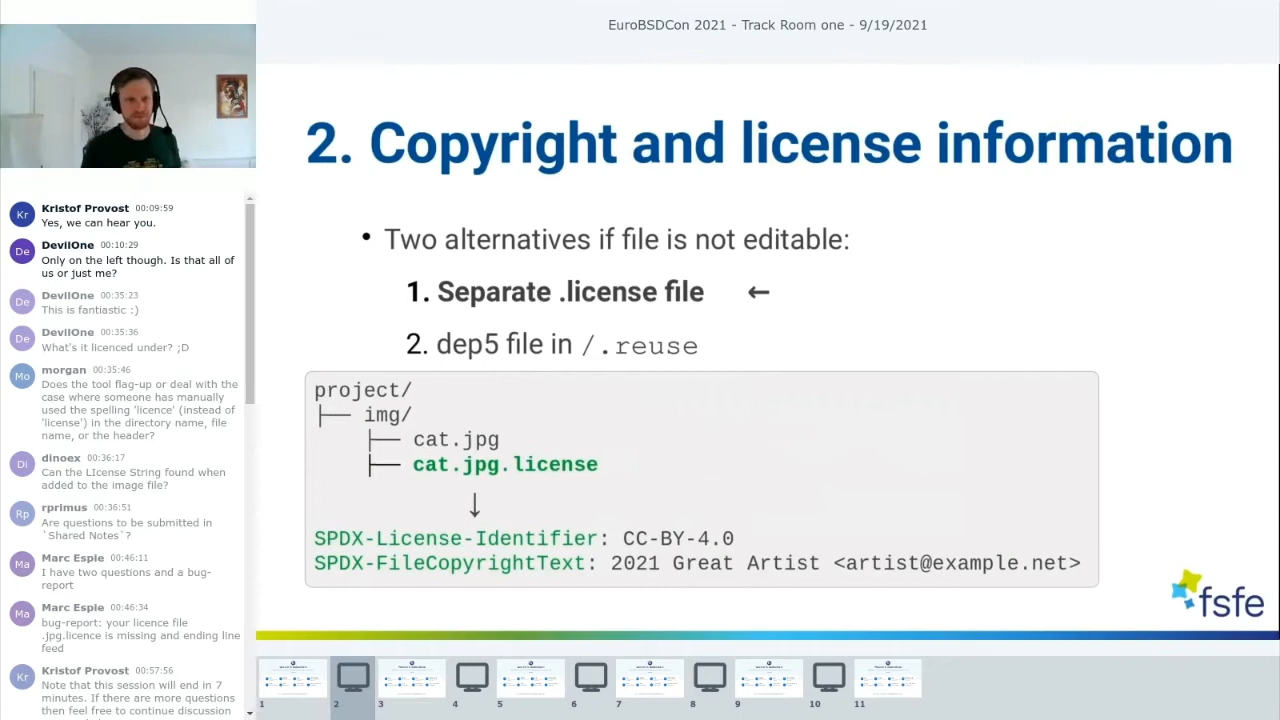 EuroBSDCon 2021 - Track Room one - 9/19/2021
2. Copyright and license information
• Two alternatives if file is not editable:
1. Separate .license file ←
2. dep5 file in /.reuse
project/
├── img/
├── cat.jpg
├── cat.jpg.license
↓
SPDX-License-Identifier: CC-BY-4.0
SPDX-FileCopyrightText: 2021 Great Artist <artist@example.net>
fsfe
Kr Kristof Provost 00:09:59
Yes, we can hear you.
De DevilOne 00:10:29
Only on the left though. Is that all of
us or just me?
De DevilOne 00:35:23
This is fantiastic :)
De DevilOne 00:35:36
What's it licenced under? ;D
Mo morgan 00:35:46
Does the tool flag-up or deal with the
case where someone has manually
used the spelling 'licence' (instead of
'license') in the directory name, file
name, or the header?
Di dinoex 00:36:17
Can the LIcense String found when
added to the image file?
Rp rprimus 00:36:51
Are questions to be submitted in
`Shared Notes`?
Ma Marc Espie 00:46:11
I have two questions and a bug-
report
Ma Marc Espie 00:46:34
bug-report: your licence file
.jpg.licence is missing and ending line
feed
Kr Kristof Provost 00:57:56
Note that this session will end in 7
minutes. If there are more questions
then feel free to continue discussion
1 2 3 4 5 6 7 8 9 10 11